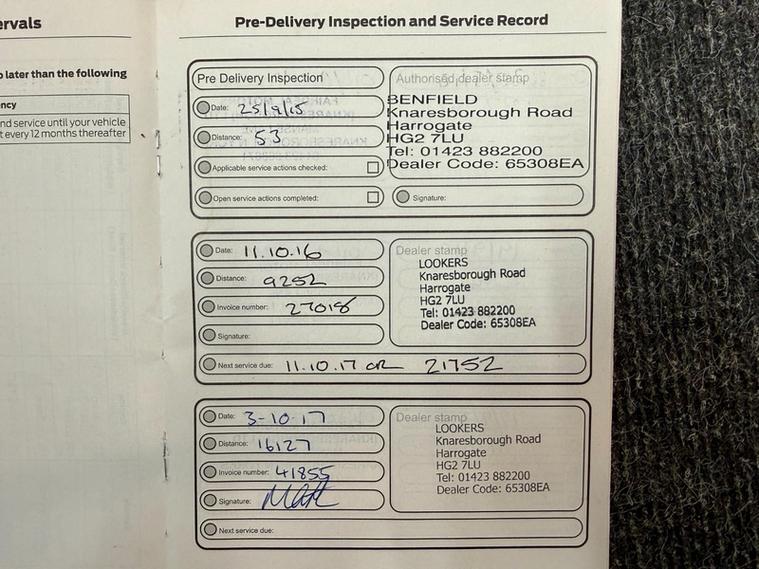 ervals
o later than the following
ncy
nd service until your vehicle
t every 12 months thereafter
Pre-Delivery Inspection and Service Record
Pre Delivery Inspection
Date: 25/9/15
Distance: 53
Applicable service actions checked:
Open service actions completed:
Authorised dealer stamp
BENFIELD
Knaresborough Road
Harrogate
HG2 7LU
Tel: 01423 882200
Dealer Code: 65308EA
Signature:
Date: 11.10.16
Distance: 9252
Invoice number: 27018
Signature:
Next service due: 11.10.17 OR 21752
Dealer stamp
LOOKERS
Knaresborough Road
Harrogate
HG2 7LU
Tel: 01423 882200
Dealer Code: 65308EA
Date: 3-10-17
Distance: 16127
Invoice number: 41855
Signature:
Next service due:
Dealer stamp
LOOKERS
Knaresborough Road
Harrogate
HG2 7LU
Tel: 01423 882200
Dealer Code: 65308EA